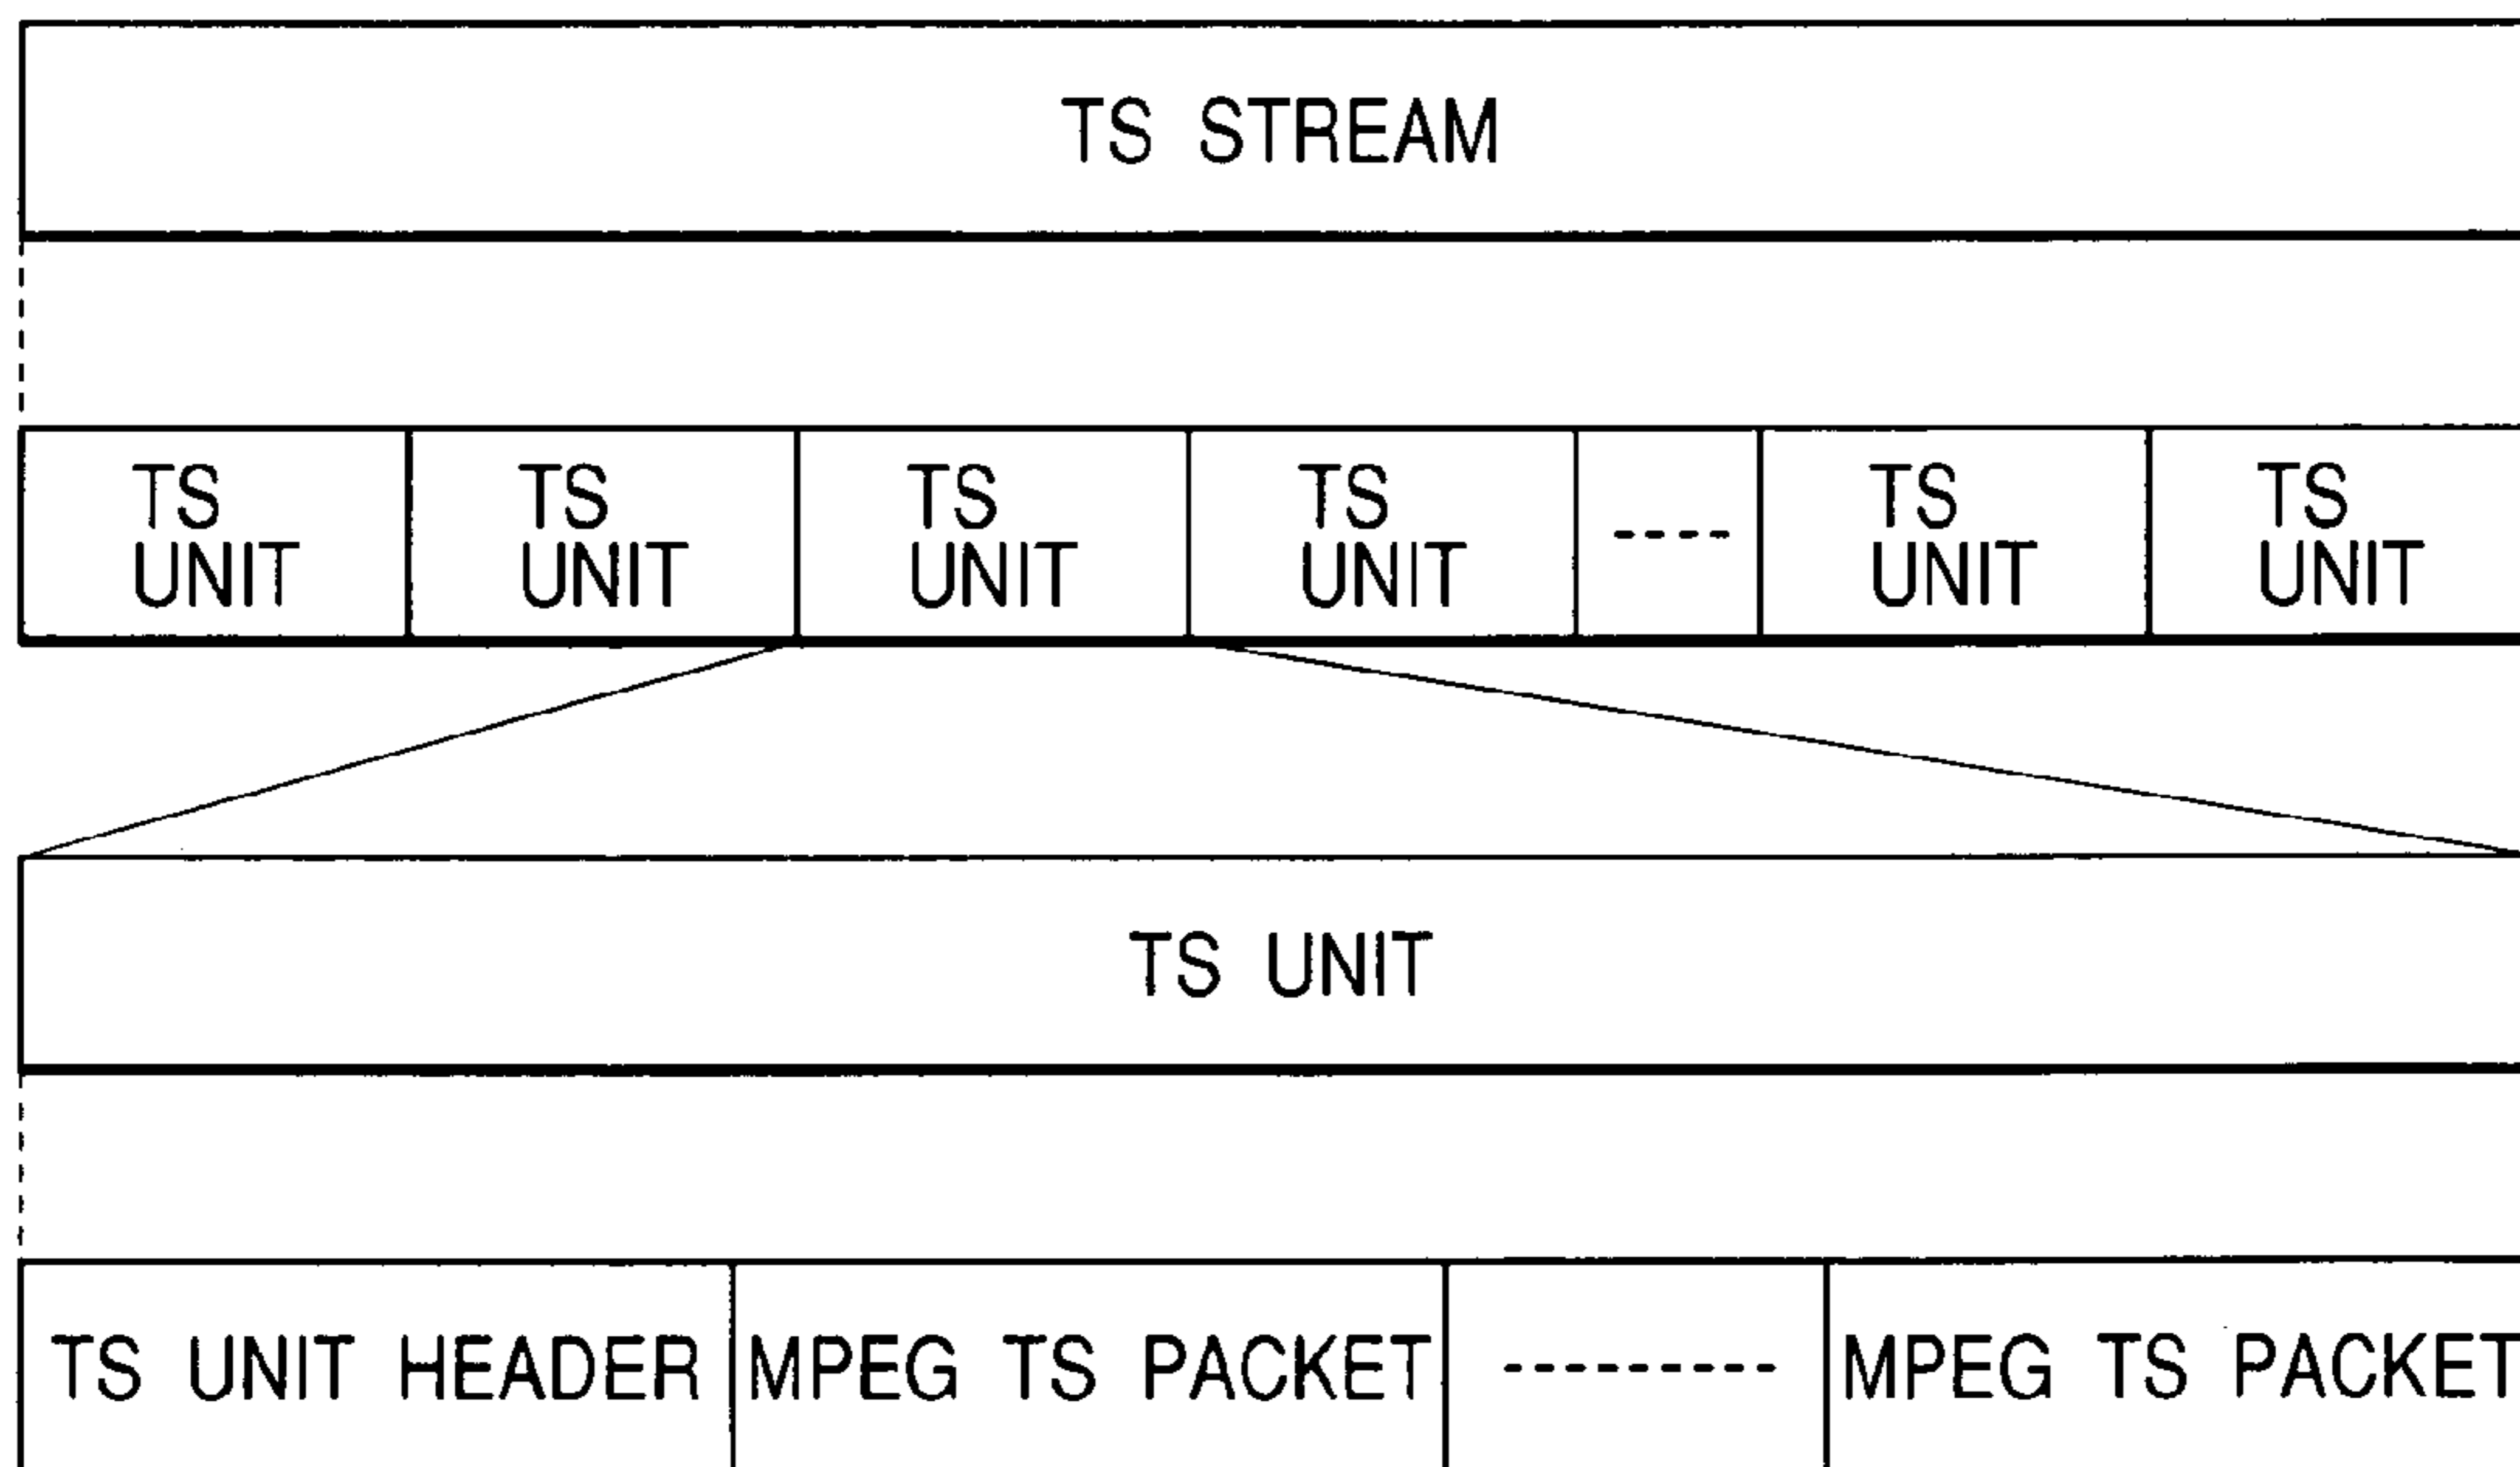 TS STREAM
TS
UNIT
TS
UNIT
TS
UNIT
TS
UNIT
----
TS
UNIT
TS
UNIT
TS UNIT
TS UNIT HEADER
MPEG TS PACKET
---------
MPEG TS PACKET